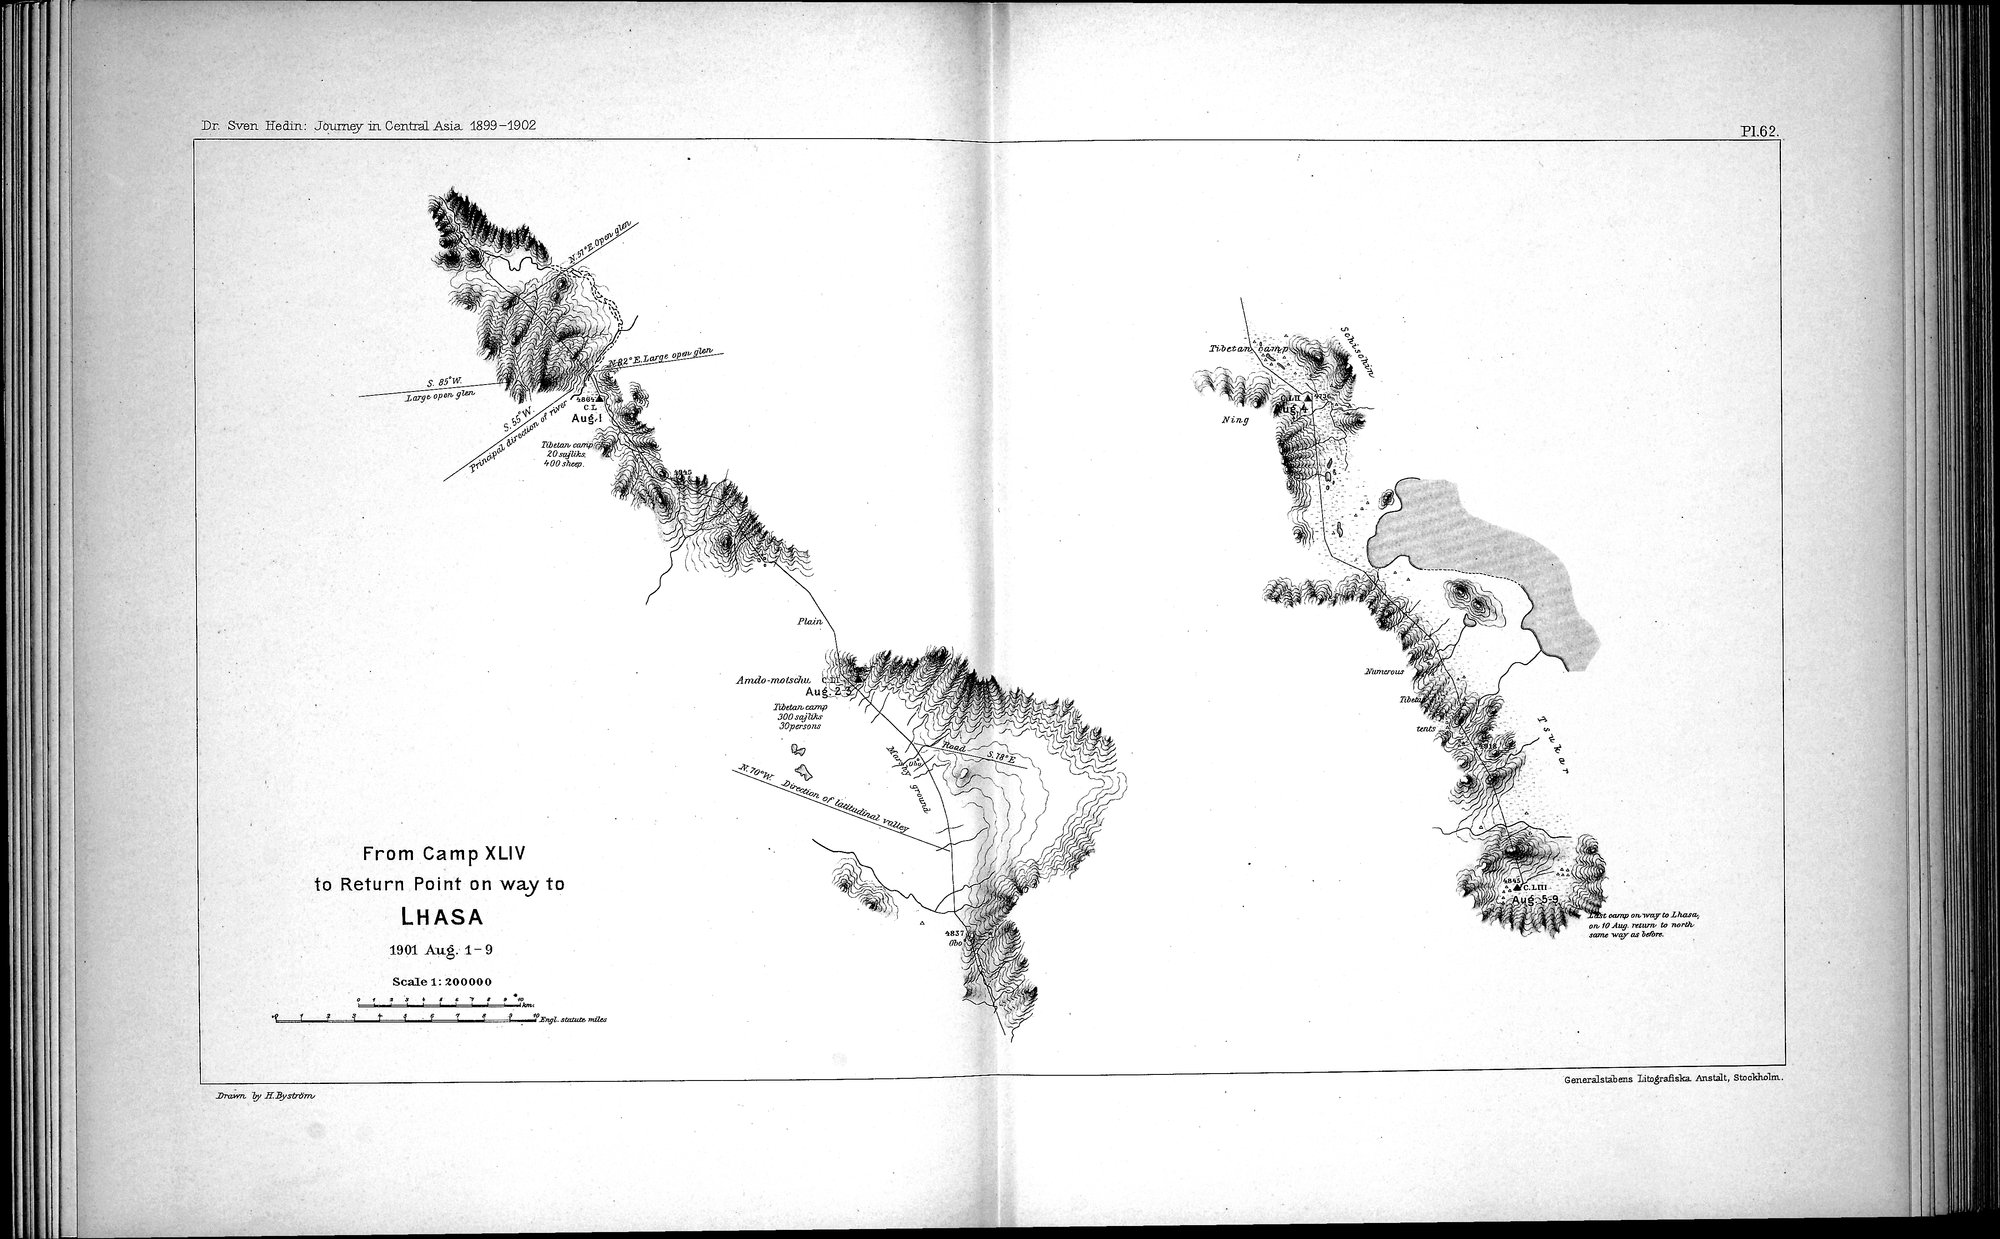 Dr. Sven Hedin: Journey in Central Asia 1899–1902
Pl. 62.
N. 51° E. Open glen
N. 82° E. Large open glen
S. 85° W.
Large open glen
S. 55° W.
Principal direction of river
4864
C. L.
Aug. 1
Tibetan camp
20 sajliks
400 sheep.
4945
Plain
Amdo-motschu
C. LI
Aug. 2-3
Tibetan camp
300 sajliks
30 persons
Road
S. 78° E
Obo
Marshy ground
N. 70° W.
Direction of latitudinal valley
4837
Obo
Tibetan camp
Schischan
C. LII
Aug. 4
Ning
Numerous
Tibetan
tents
Tsukar
4845
C. LIII
Aug. 5-9
Last camp on way to Lhasa,
on 10 Aug. return to north
same way as before.
From Camp XLIV
to Return Point on way to
LHASA
1901 Aug. 1–9
Scale 1:200000
0 1 2 3 4 5 6 7 8 9 10 km.
0 1 2 3 4 5 6 7 8 9 10 Engl. statute miles
Drawn by H. Byström
Generalstabens Litografiska Anstalt, Stockholm.